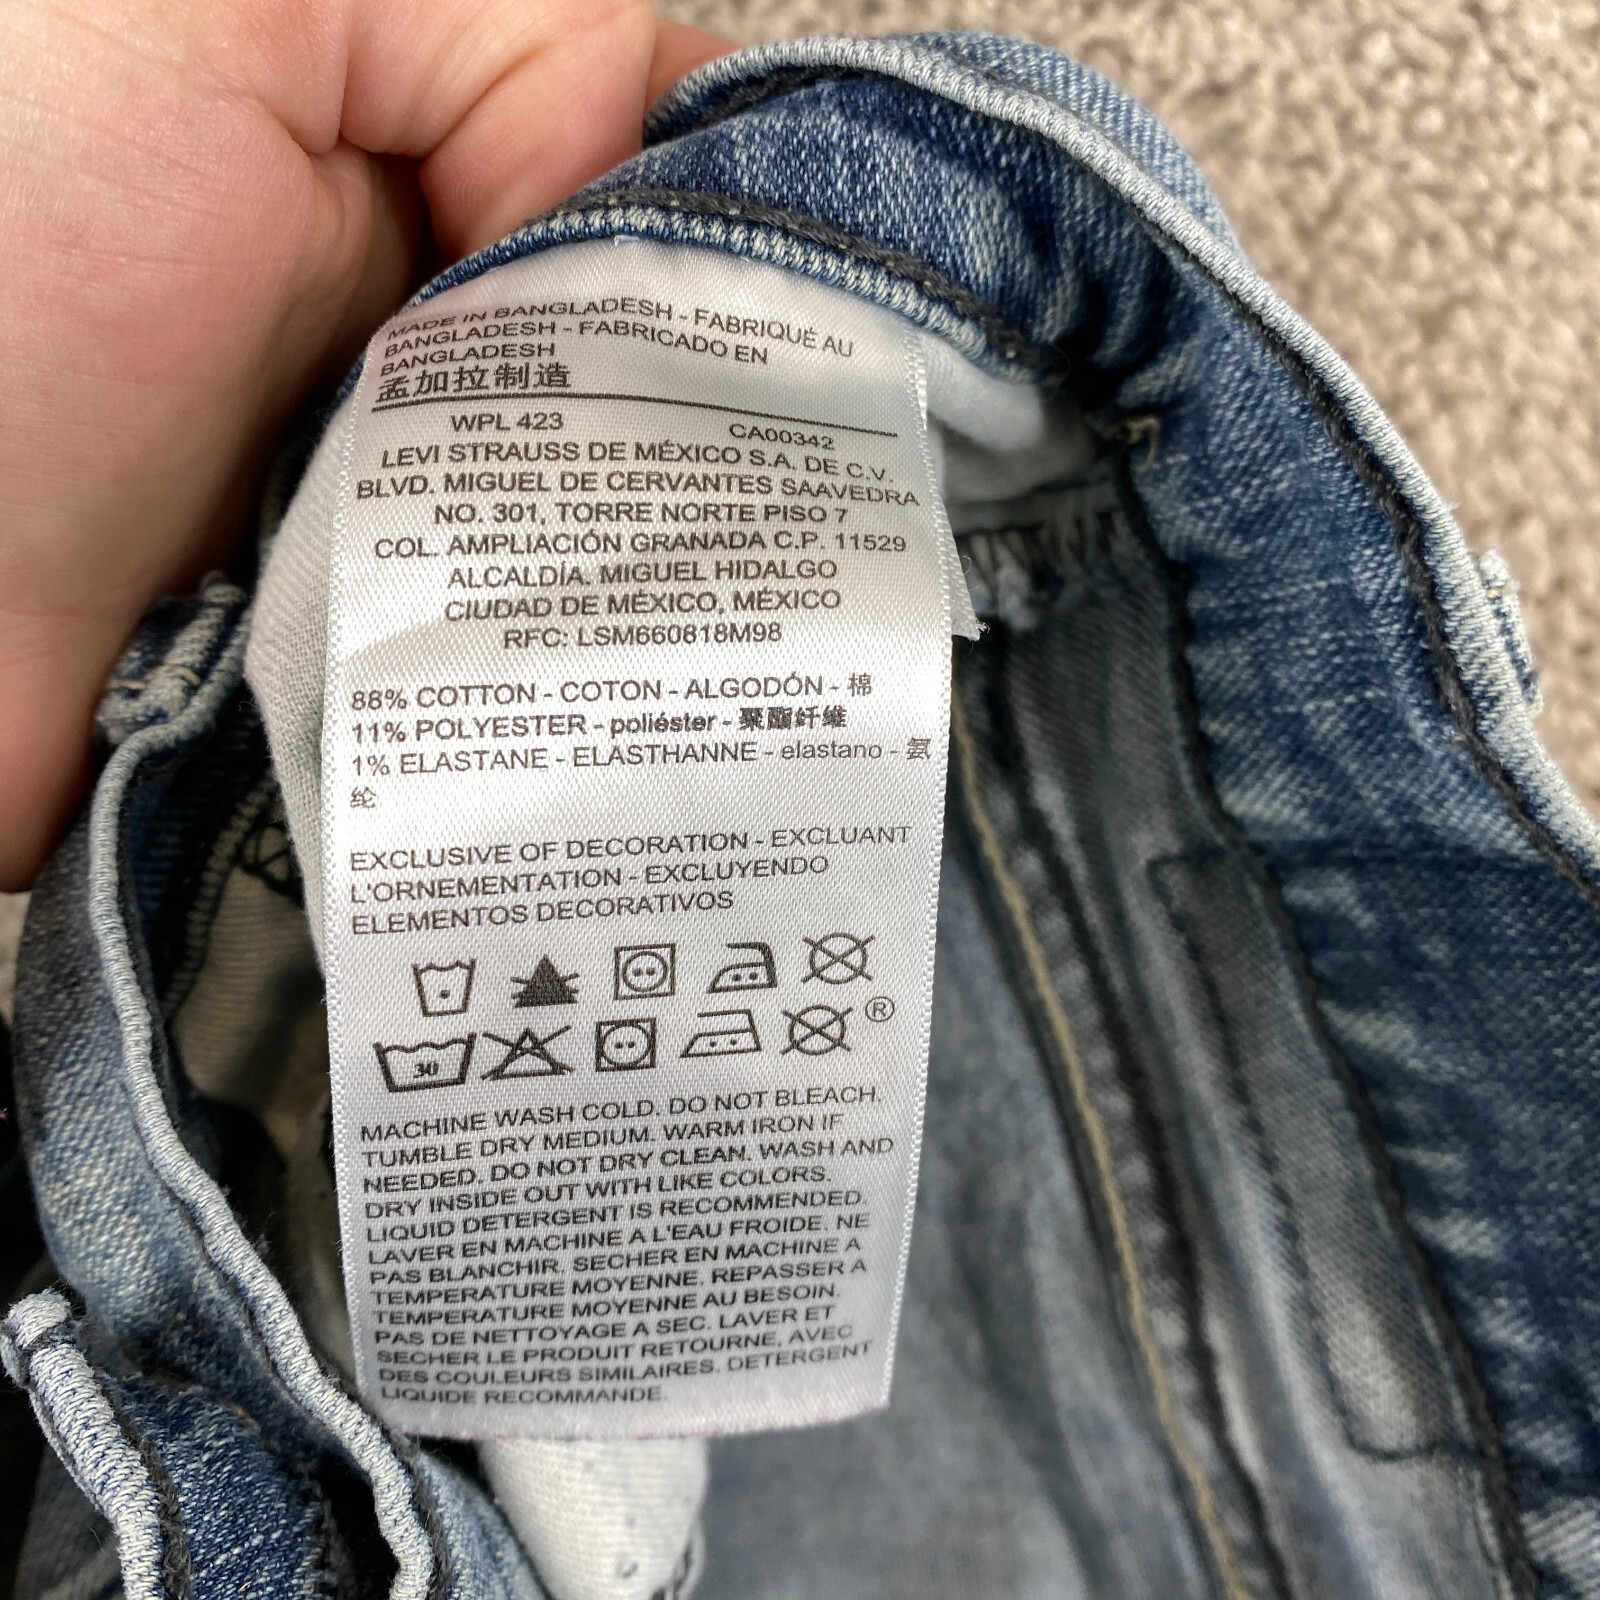 MADE IN BANGLADESH - FABRIQUÉ AU
BANGLADESH - FABRICADO EN
BANGLADESH
孟加拉制造
WPL 423 CA00342
LEVI STRAUSS DE MÉXICO S.A. DE C.V.
BLVD. MIGUEL DE CERVANTES SAAVEDRA
NO. 301, TORRE NORTE PISO 7
COL. AMPLIACIÓN GRANADA C.P. 11529
ALCALDÍA. MIGUEL HIDALGO
CIUDAD DE MÉXICO, MÉXICO
RFC: LSM660818M98
88% COTTON - COTON - ALGODÓN - 棉
11% POLYESTER - poliéster - 聚酯纤维
1% ELASTANE - ELASTHANNE - elastano - 氨
纶
EXCLUSIVE OF DECORATION - EXCLUANT
L'ORNEMENTATION - EXCLUYENDO
ELEMENTOS DECORATIVOS
30 ®
MACHINE WASH COLD. DO NOT BLEACH.
TUMBLE DRY MEDIUM. WARM IRON IF
NEEDED. DO NOT DRY CLEAN. WASH AND
DRY INSIDE OUT WITH LIKE COLORS.
LIQUID DETERGENT IS RECOMMENDED.
LAVER EN MACHINE A L'EAU FROIDE. NE
PAS BLANCHIR. SECHER EN MACHINE A
TEMPERATURE MOYENNE. REPASSER A
TEMPERATURE MOYENNE AU BESOIN.
PAS DE NETTOYAGE A SEC. LAVER ET
SECHER LE PRODUIT RETOURNE, AVEC
DES COULEURS SIMILAIRES. DETERGENT
LIQUIDE RECOMMANDE.